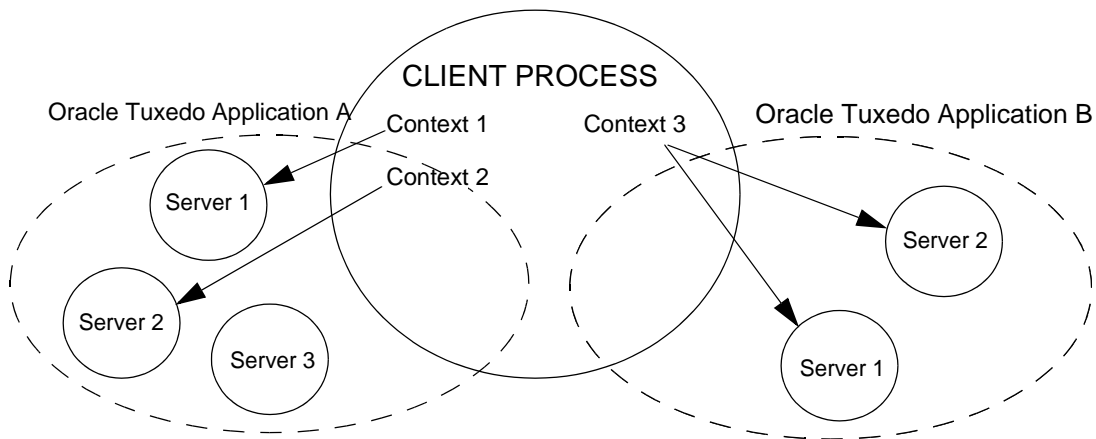 CLIENT PROCESS
Oracle Tuxedo Application A
Context 1
Context 3
Oracle Tuxedo Application B
Context 2
Server 1
Server 2
Server 2
Server 3
Server 1